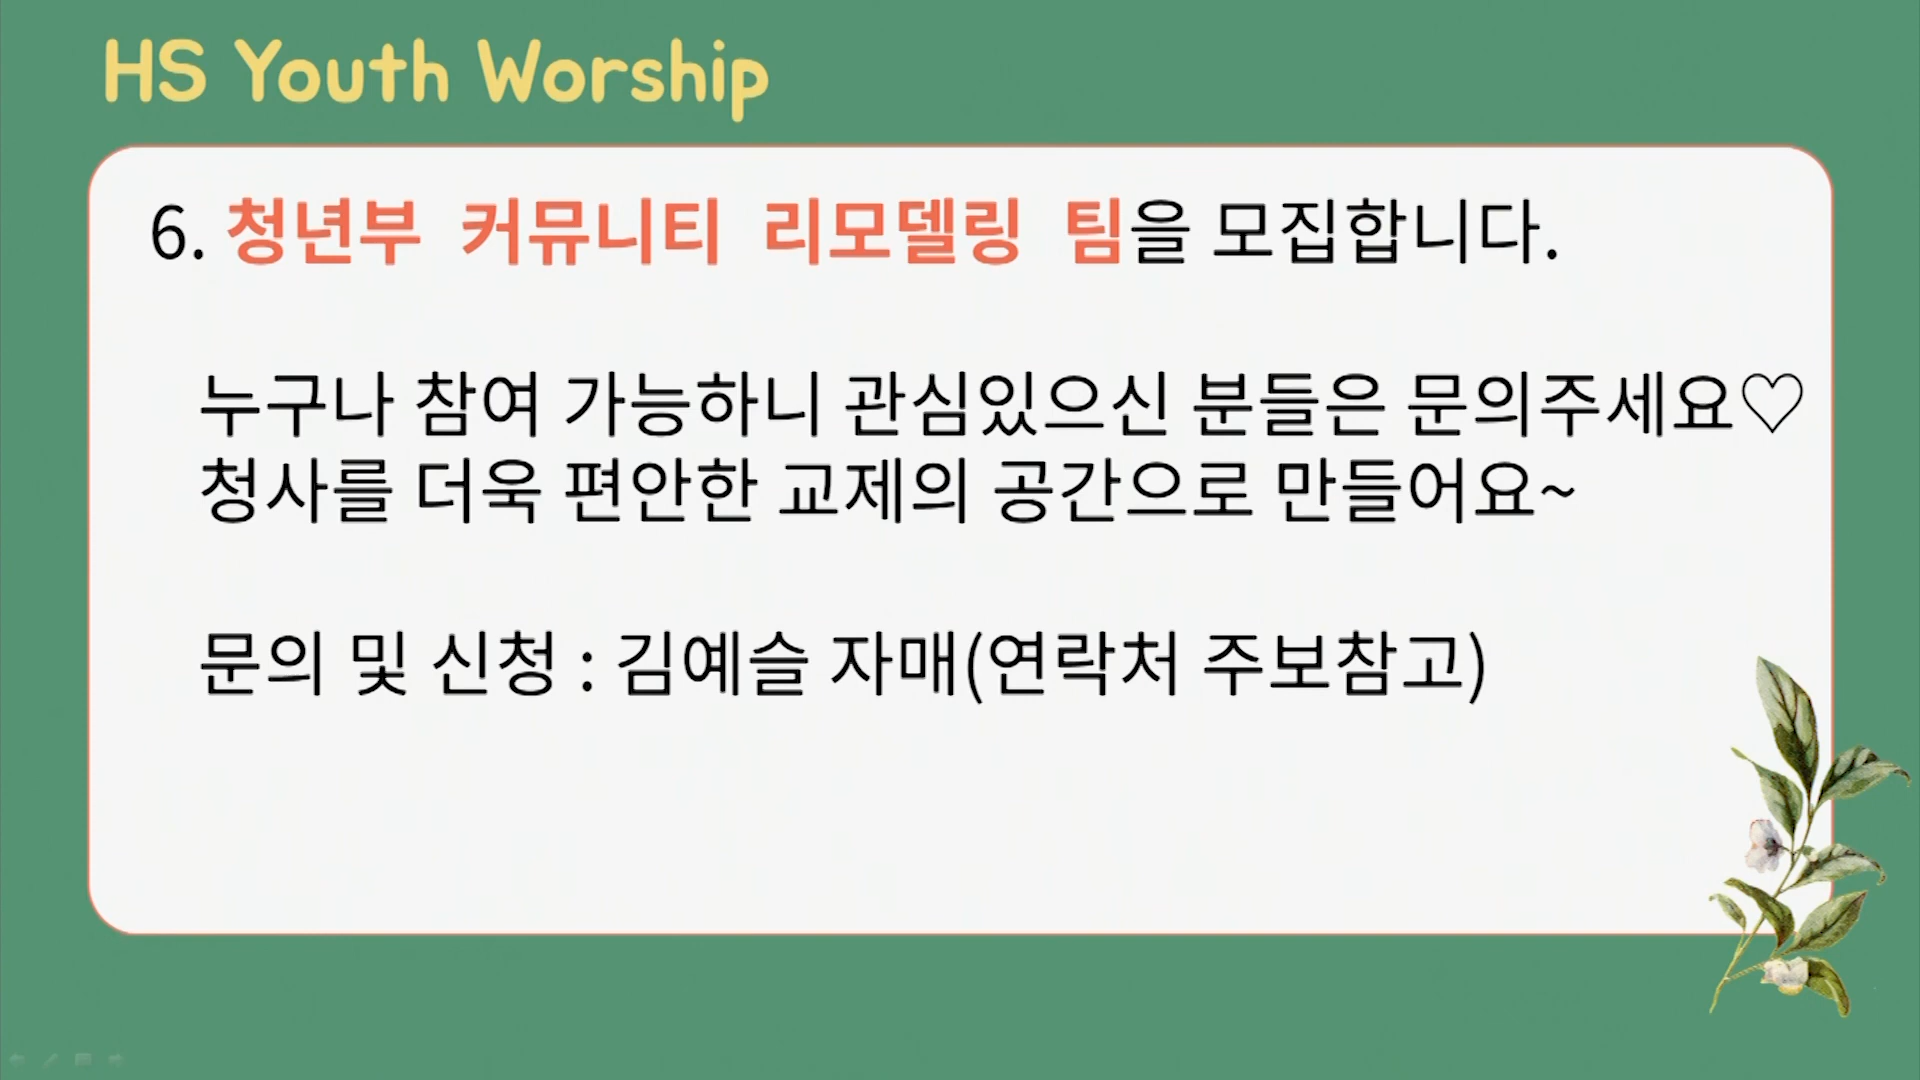 HS Youth Worship
6. 청년부 커뮤니티 리모델링 팀을 모집합니다.
누구나 참여 가능하니 관심있으신 분들은 문의주세요♡
청사를 더욱 편안한 교제의 공간으로 만들어요~
문의 및 신청 : 김예슬 자매(연락처 주보참고)